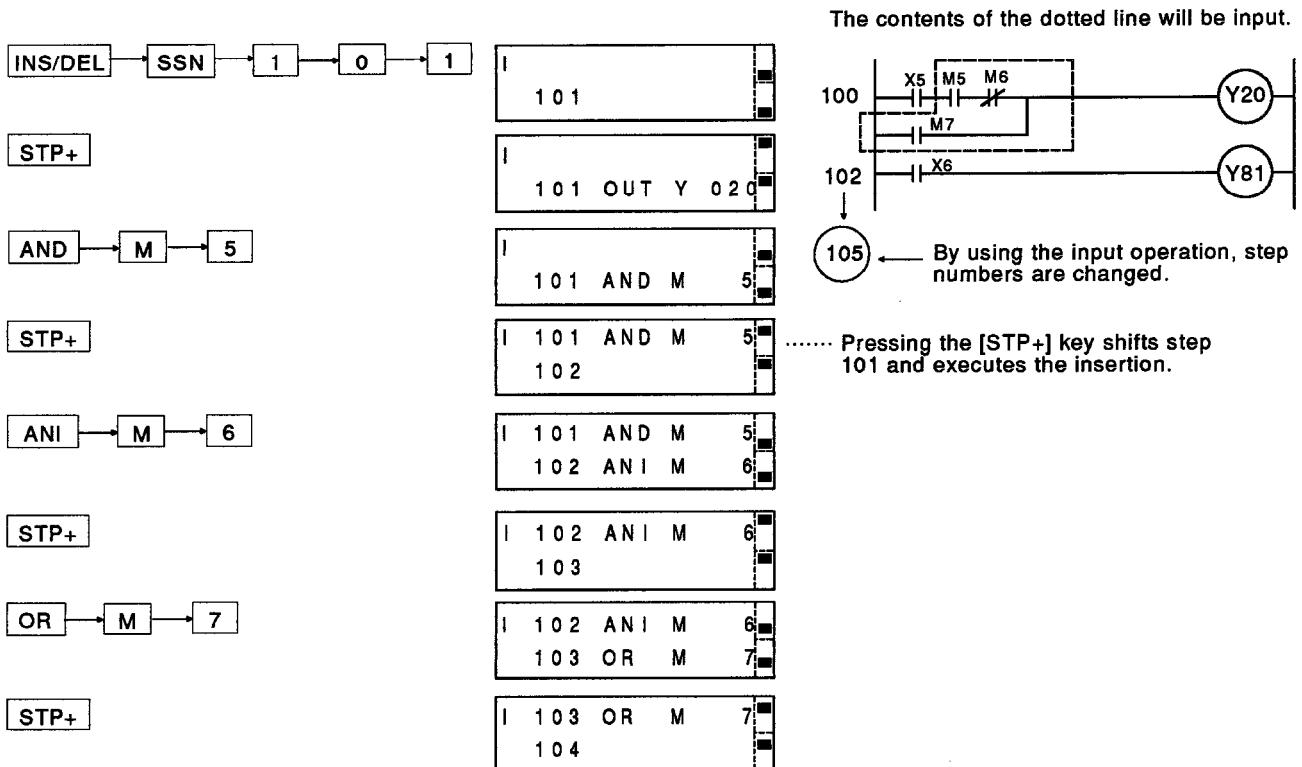 The contents of the dotted line will be input.
INS/DEL SSN 1 0 1
I
101
100 X5 M5 M6 Y20
M7
102 X6 Y81
105 By using the input operation, step
numbers are changed.
STP+
I
101 OUT Y 020
AND M 5
I
101 AND M 5
STP+
I 101 AND M 5
102
....... Pressing the [STP+] key shifts step
101 and executes the insertion.
ANI M 6
I 101 AND M 5
102 ANI M 6
STP+
I 102 ANI M 6
103
OR M 7
I 102 ANI M 6
103 OR M 7
STP+
I 103 OR M 7
104